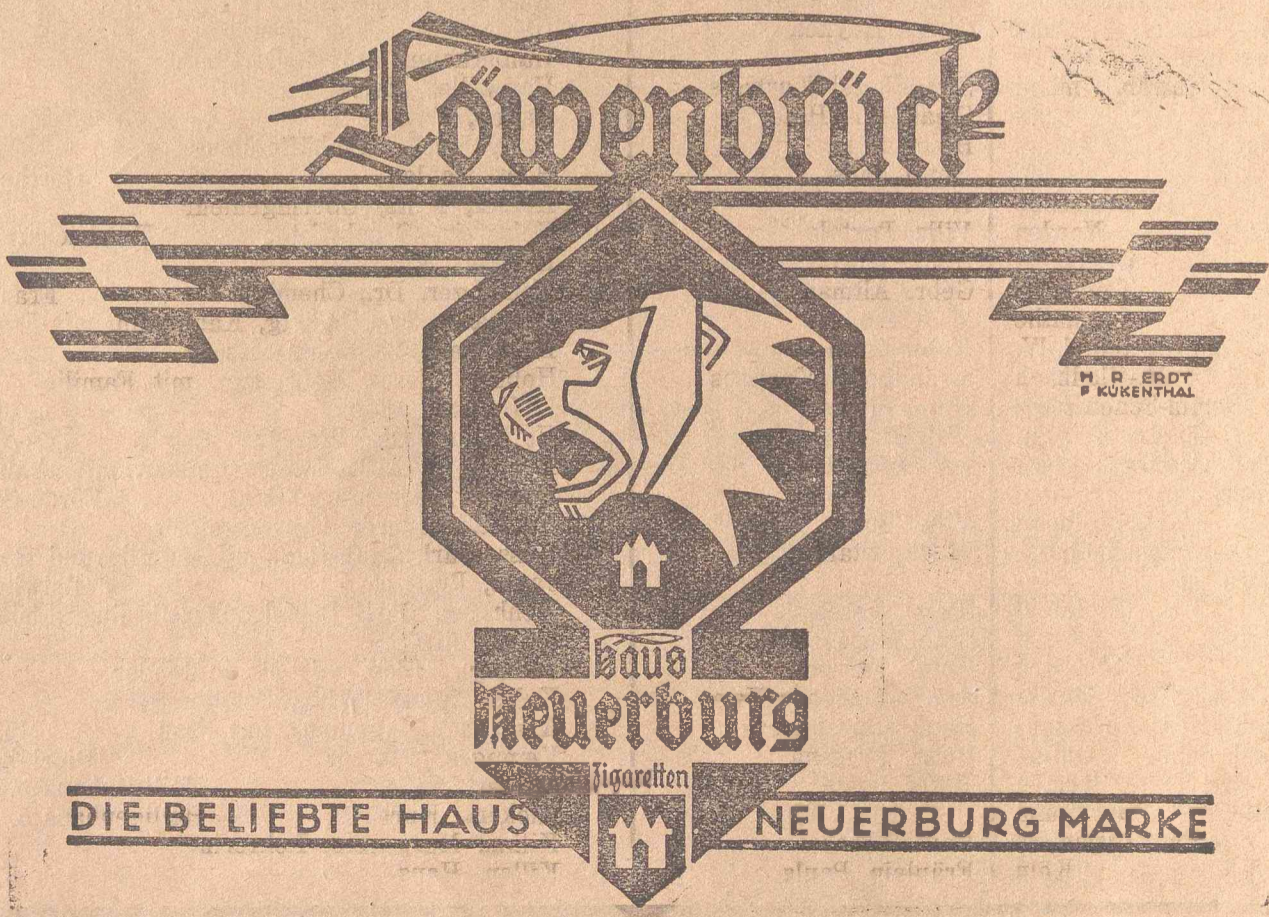 Löwenbrück
H R ERDT
F KÜKENTHAL
Haus
Neuerburg
Zigaretten
DIE BELIEBTE HAUS NEUERBURG MARKE